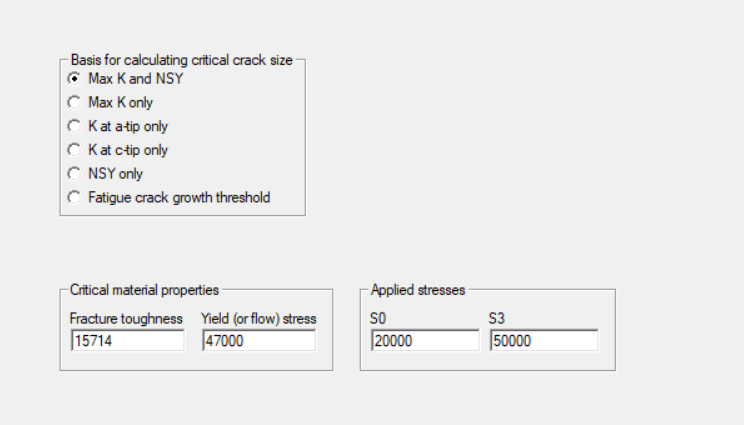 Basis for calculating critical crack size
Max K and NSY
Max K only
K at a-tip only
K at c-tip only
NSY only
Fatigue crack growth threshold
Critical material properties
Fracture toughness Yield (or flow) stress
15714 47000
Applied stresses
S0 S3
20000 50000